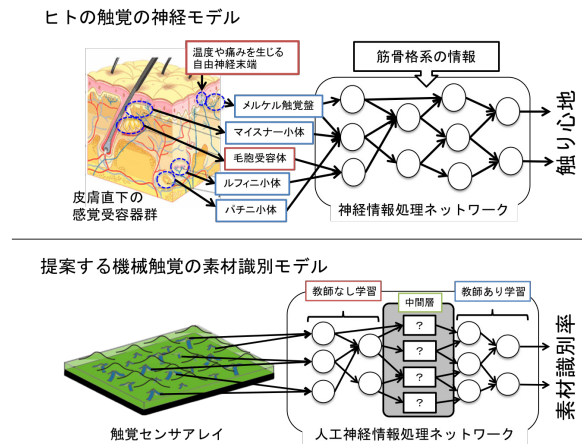 ヒトの触覚の神経モデル
温度や痛みを生じる
自由神経末端
筋骨格系の情報
メルケル触覚盤
マイスナー小体
毛胞受容体
ルフィニ小体
パチニ小体
皮膚直下の
感覚受容器群
神経情報処理ネットワーク
触り心地
提案する機械触覚の素材識別モデル
教師なし学習
中間層
教師あり学習
?
?
?
?
触覚センサアレイ
人工神経情報処理ネットワーク
素材識別率